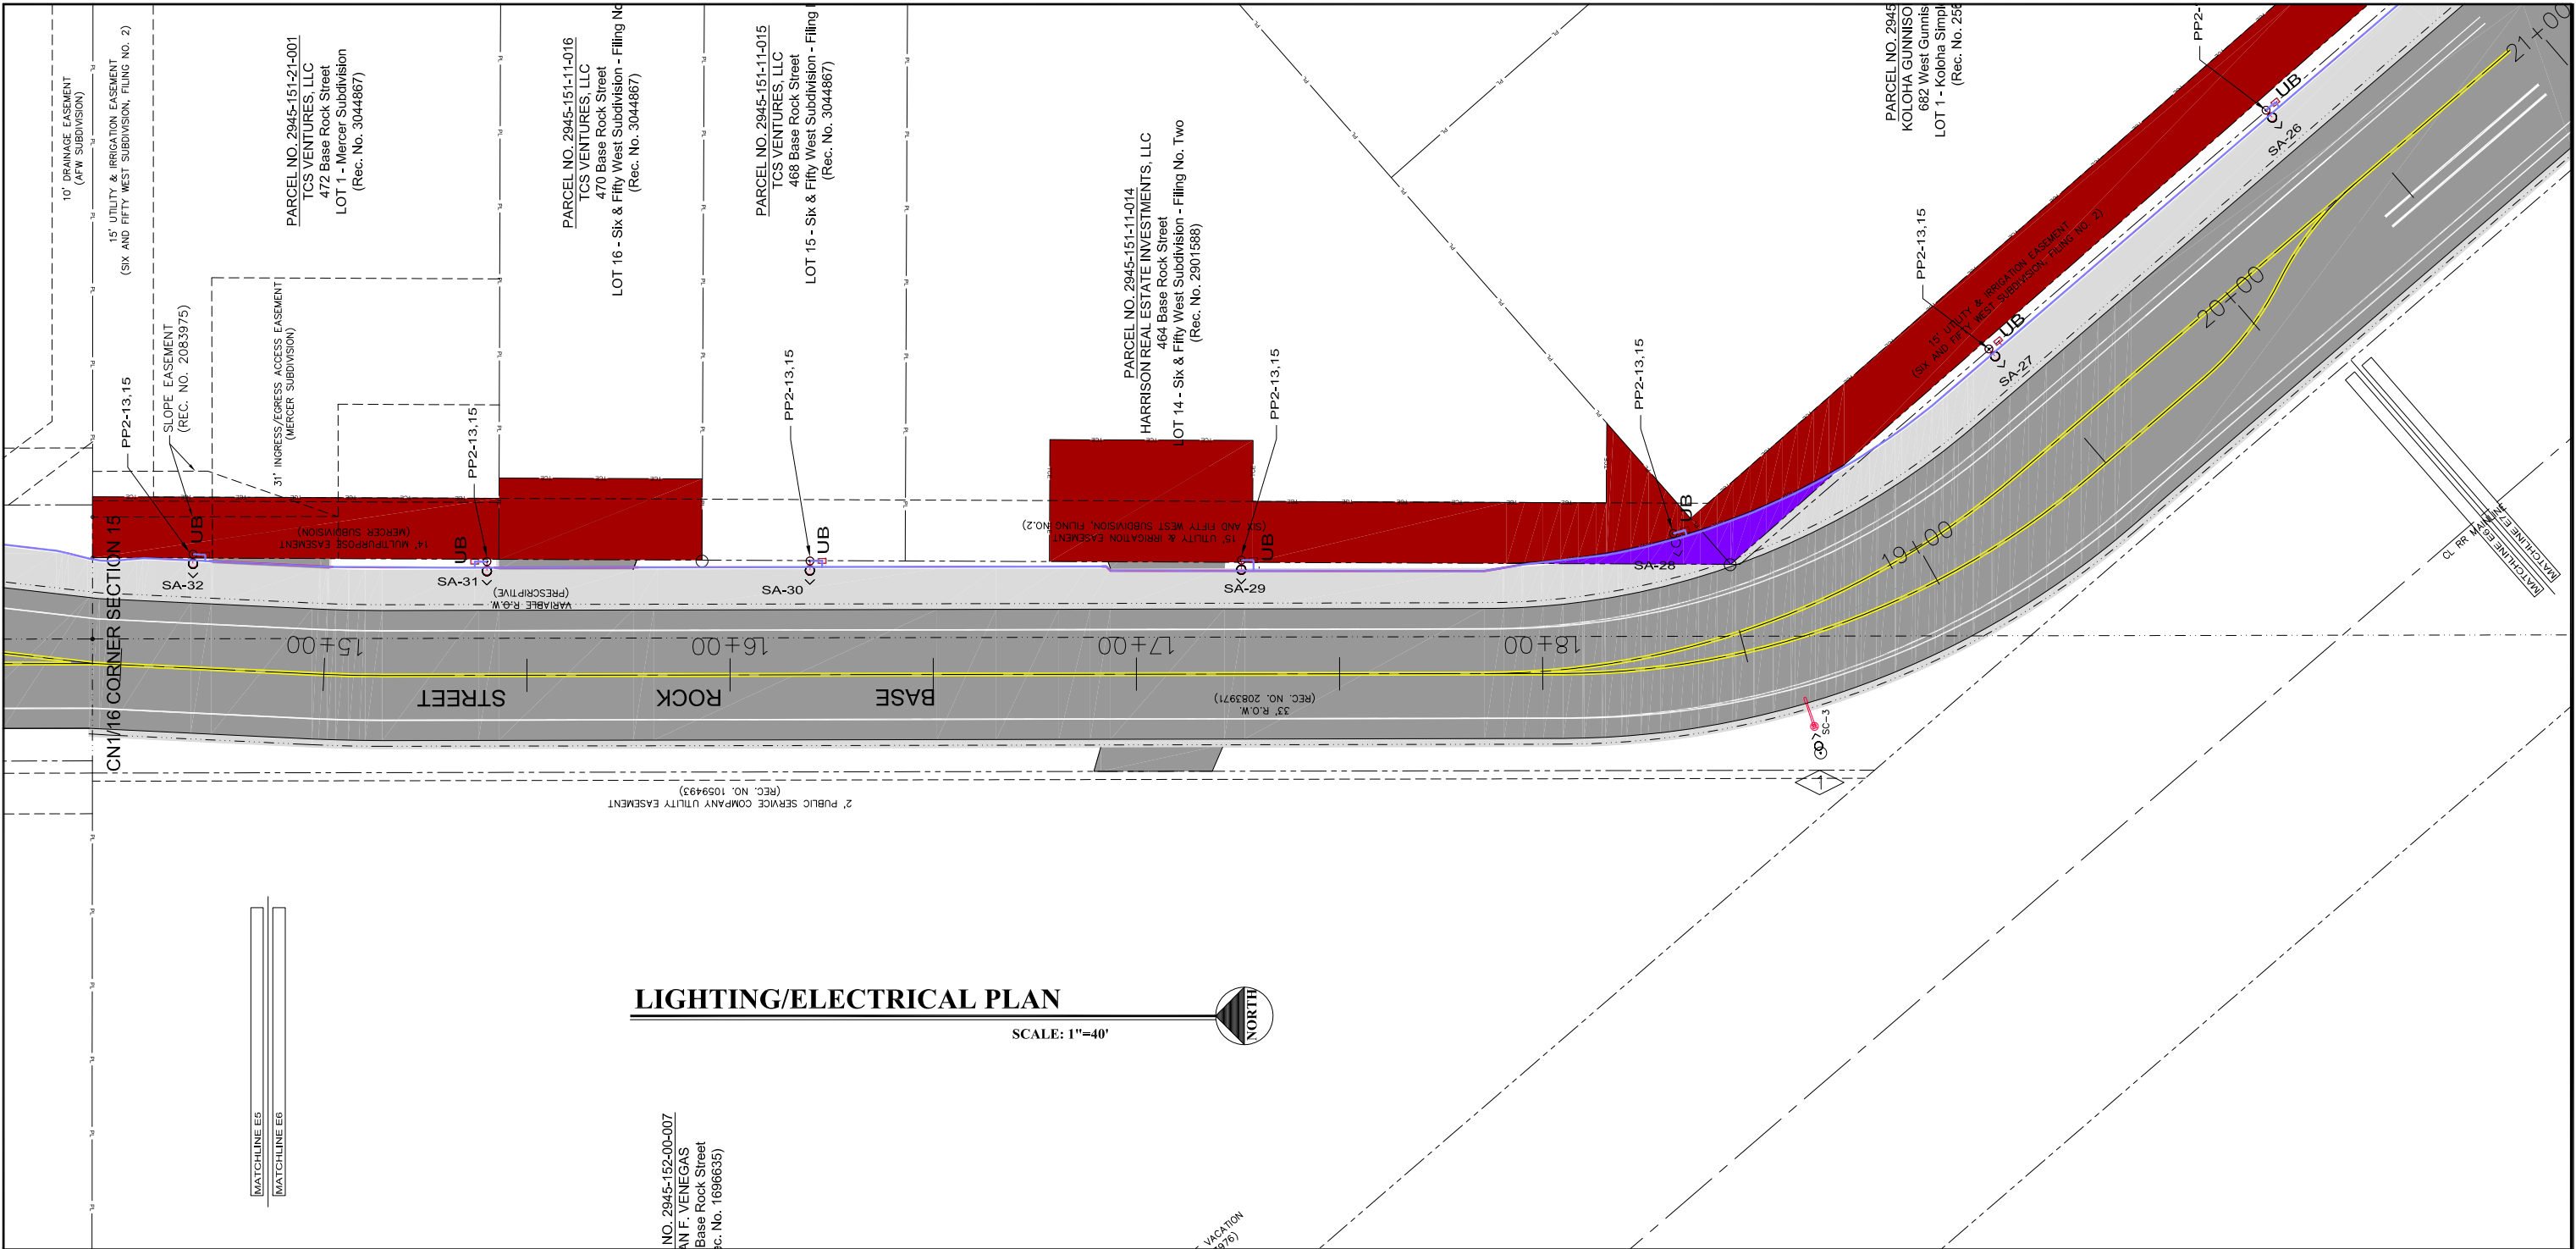 10' DRAINAGE EASEMENT
(AFW SUBDIVISION)
15' UTILITY & IRRIGATION EASEMENT
(SIX AND FIFTY WEST SUBDIVISION, FILING NO. 2)
PARCEL NO. 2945-151-21-001
TCS VENTURES, LLC
472 Base Rock Street
LOT 1 - Mercer Subdivision
(Rec. No. 3044867)
PARCEL NO. 2945-151-11-016
TCS VENTURES, LLC
470 Base Rock Street
LOT 16 - Six & Fifty West Subdivision - Filing No
(Rec. No. 3044867)
PARCEL NO. 2945-151-11-015
TCS VENTURES, LLC
468 Base Rock Street
LOT 15 - Six & Fifty West Subdivision - Filing
(Rec. No. 3044867)
PARCEL NO. 2945-151-11-014
HARRISON REAL ESTATE INVESTMENTS, LLC
464 Base Rock Street
LOT 14 - Six & Fifty West Subdivision - Filing No. Two
(Rec. No. 2901588)
PARCEL NO. 2945
KOLOHA GUNNISO
682 West Gunnis
LOT 1 - Koloha Simpl
(Rec. No. 256
SLOPE EASEMENT
(REC. NO. 2083975)
31' INGRESS/EGRESS ACCESS EASEMENT
(MERCER SUBDIVISION)
PP2-13,15
PP2-13,15
PP2-13,15
PP2-13,15
PP2-13,15
PP2-13,15
PP2-
UB
UB
UB
UB
UB
UB
UB
SA-32
SA-31
SA-30
SA-29
SA-28
SA-27
SA-26
14' MULTIPURPOSE EASEMENT
(MERCER SUBDIVISION)
15' UTILITY & IRRIGATION EASEMENT
(SIX AND FIFTY WEST SUBDIVISION, FILING NO.2)
15' UTILITY & IRRIGATION EASEMENT
(SIX AND FIFTY WEST SUBDIVISION, FILING NO. 2)
VARIABLE R.O.W.
(PRESCRIPTIVE)
CN1/16 CORNER SECTION 15
15+00
16+00
17+00
18+00
19+00
20+00
21+00
BASE ROCK STREET
33' R.O.W.
(REC. NO. 2083971)
SC-3
1
2' PUBLIC SERVICE COMPANY UTILITY EASEMENT
(REC. NO. 1059493)
CL RR MAINLINE
MATCHLINE E6
MATCHLINE E7
MATCHLINE E5
MATCHLINE E6
LIGHTING/ELECTRICAL PLAN
SCALE: 1"=40'
NORTH
NO. 2945-152-00-007
AN F. VENEGAS
Base Rock Street
ec. No. 1696635)
VACATION
976)